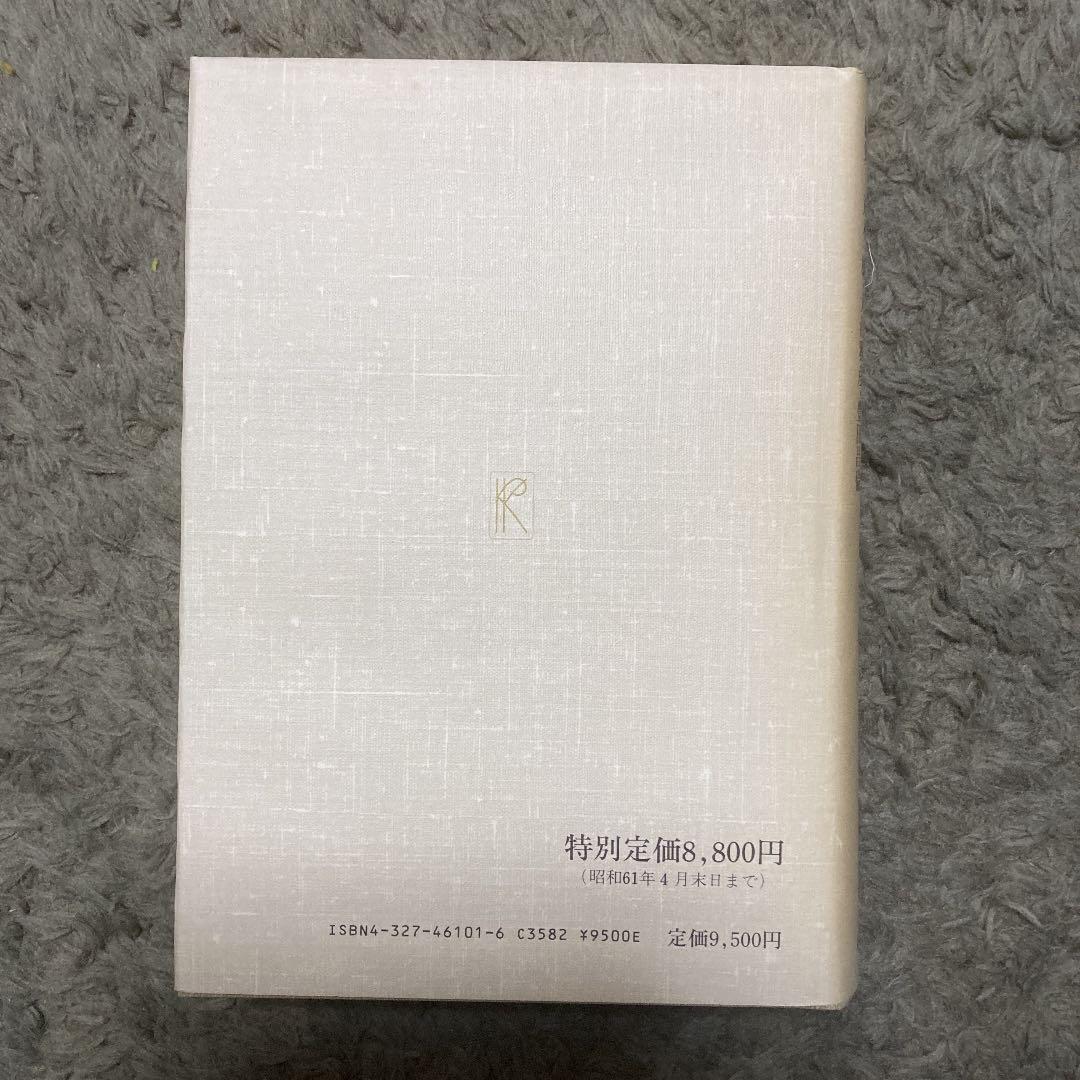 KR
特別定価8,800円
(昭和61年4月末日まで)
ISBN4-327-46101-6 C3582 ¥9500E 定価9,500円